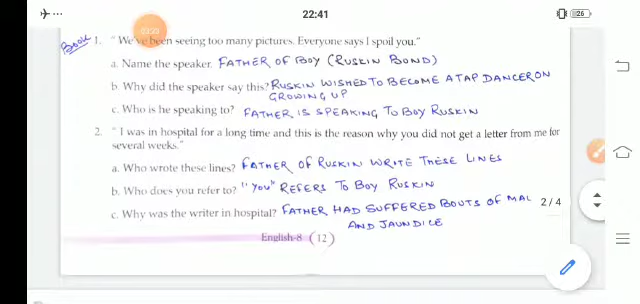 22:41
26
Book 1. "We've been seeing too many pictures. Everyone says I spoil you."
a. Name the speaker. FATHER OF BOY (RUSKIN BOND)
b. Why did the speaker say this? RUSKIN WISHED TO BECOME A TAP DANCER ON
GROWING UP
c. Who is he speaking to? FATHER IS SPEAKING TO BOY RUSKIN
2. "I was in hospital for a long time and this is the reason why you did not get a letter from me for
several weeks."
a. Who wrote these lines? FATHER OF RUSKIN WRITE THESE LINES
b. Who does you refer to? "YOU" REFERS TO BOY RUSKIN
c. Why was the writer in hospital? FATHER HAD SUFFERED BOUTS OF MAL 2/4
AND JAUNDICE
English-8 (12)